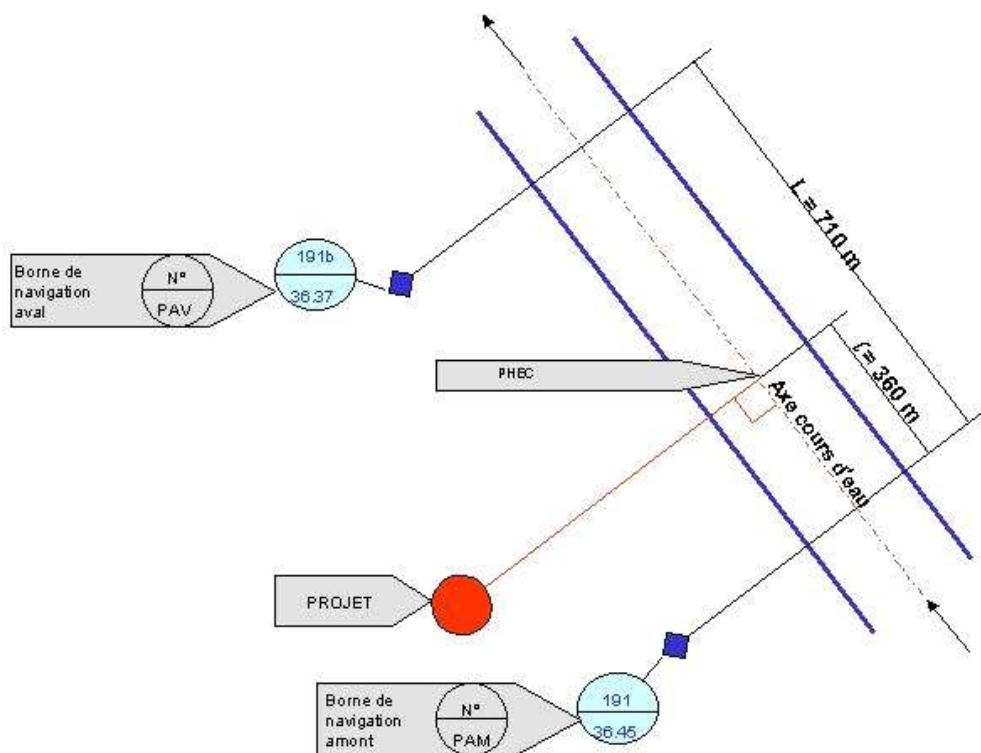 L = 710 m
191b
36.37
Borne de
navigation
aval
N°
PAV
ℓ = 360 m
PHEC
Axe cours d'eau
PROJET
191
36.45
Borne de
navigation
amont
N°
PAM